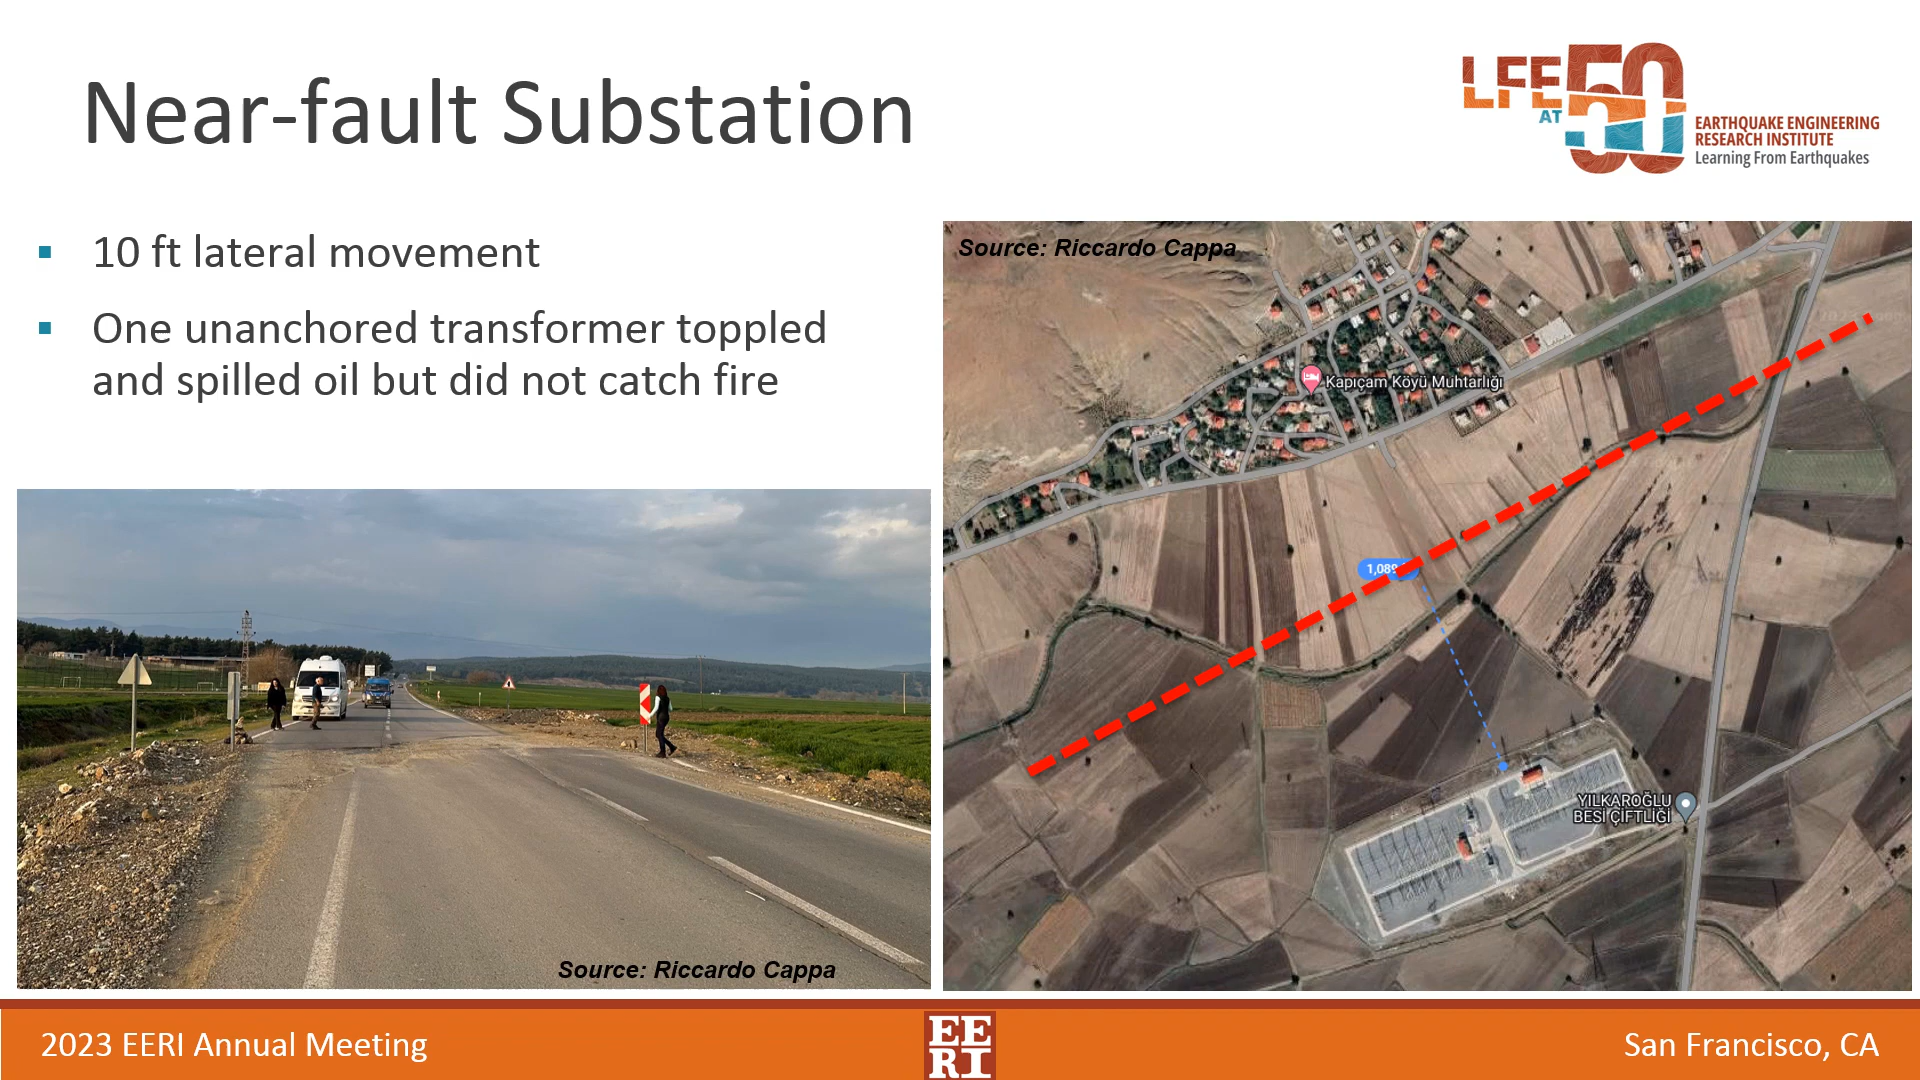 Near-fault Substation
LFE
AT
50
EARTHQUAKE ENGINEERING
RESEARCH INSTITUTE
Learning From Earthquakes
▪ 10 ft lateral movement
▪ One unanchored transformer toppled
and spilled oil but did not catch fire
Source: Riccardo Cappa
Kapıçam Köyü Muhtarlığı
1,089
YILKAROĞLU
BESİ ÇİFTLİĞİ
Source: Riccardo Cappa
2023 EERI Annual Meeting
EE
RI
San Francisco, CA